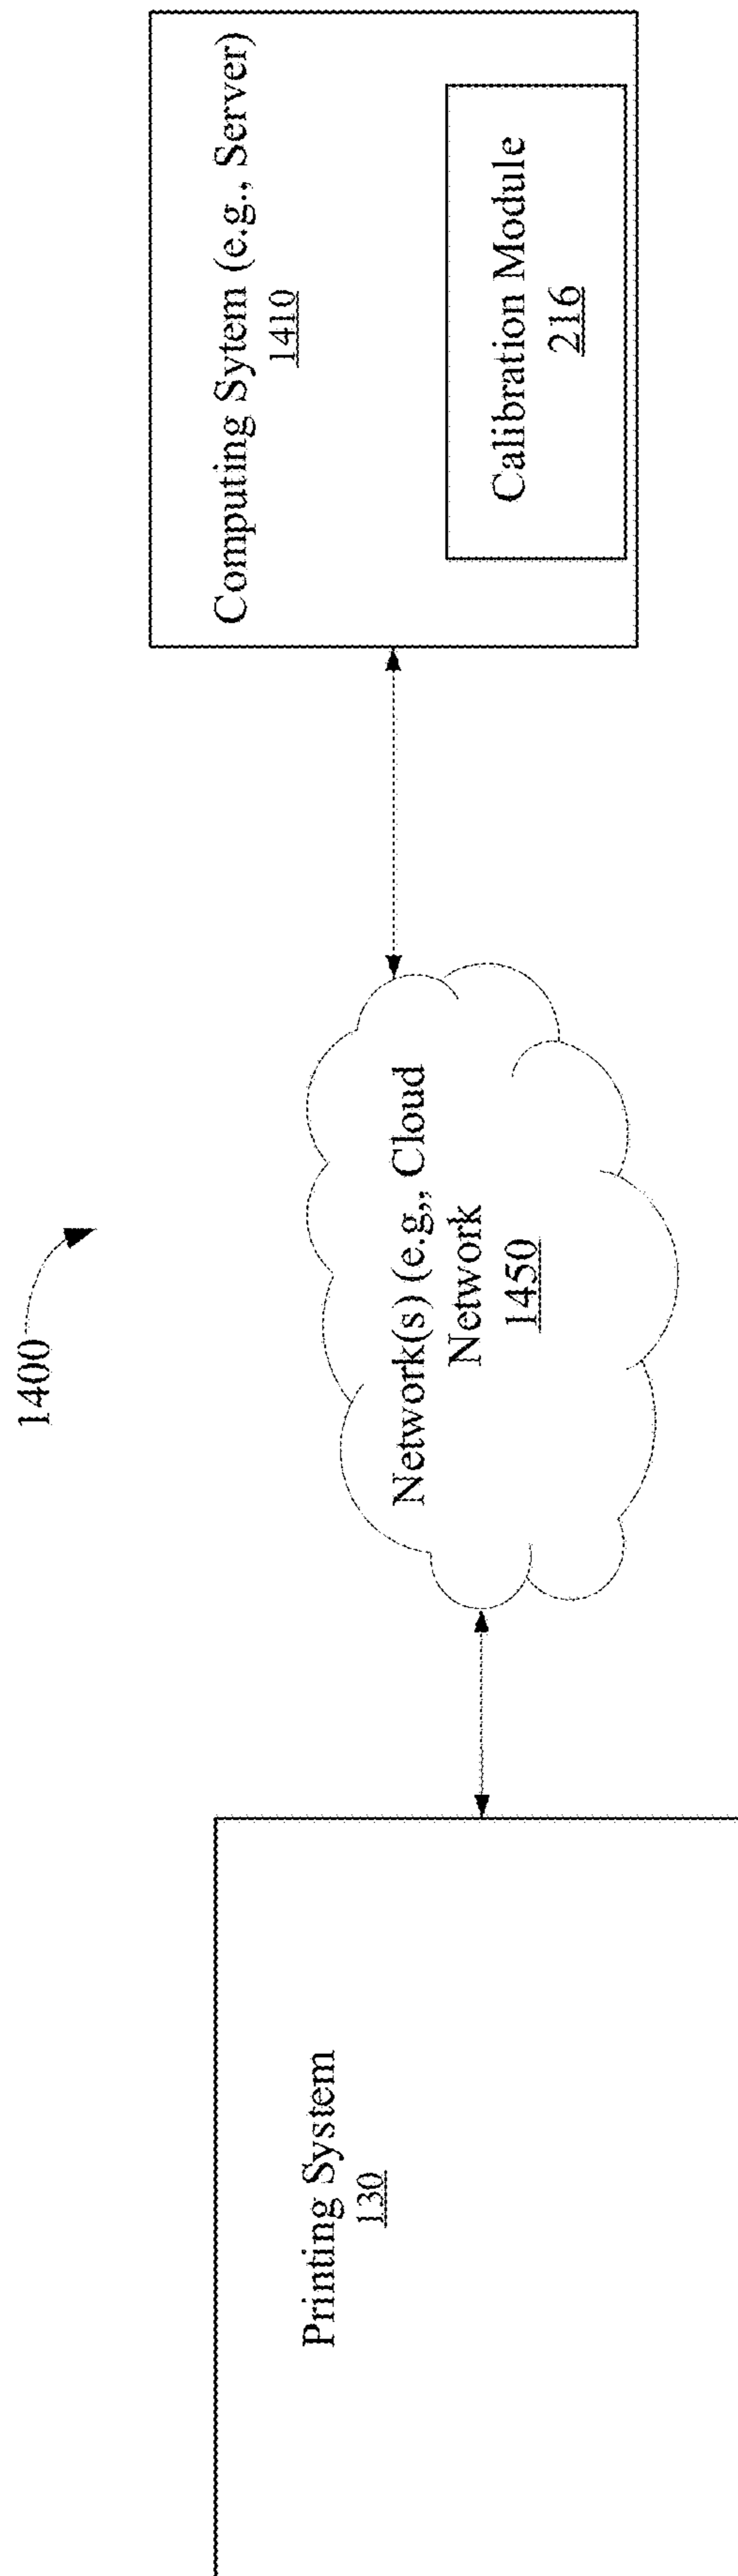 1400
Printing System
130
Network(s) (e.g,, Cloud
Network
1450
Computing Sytem (e.g., Server)
1410
Calibration Module
216